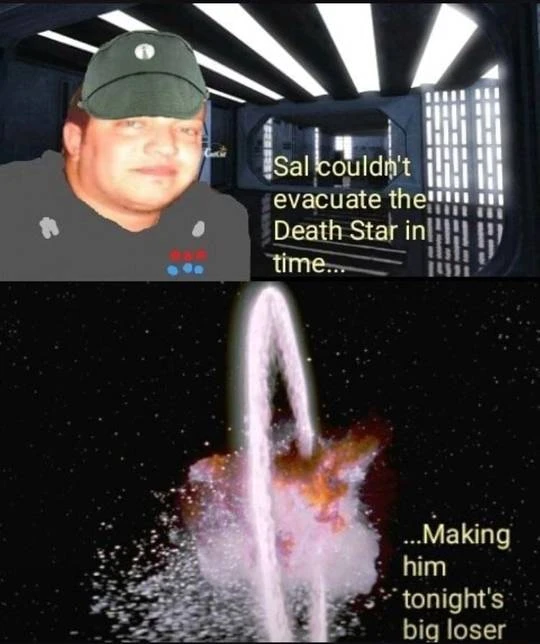 Sal couldn't
evacuate the
Death Star in
time...
...Making
him
tonight's
big loser